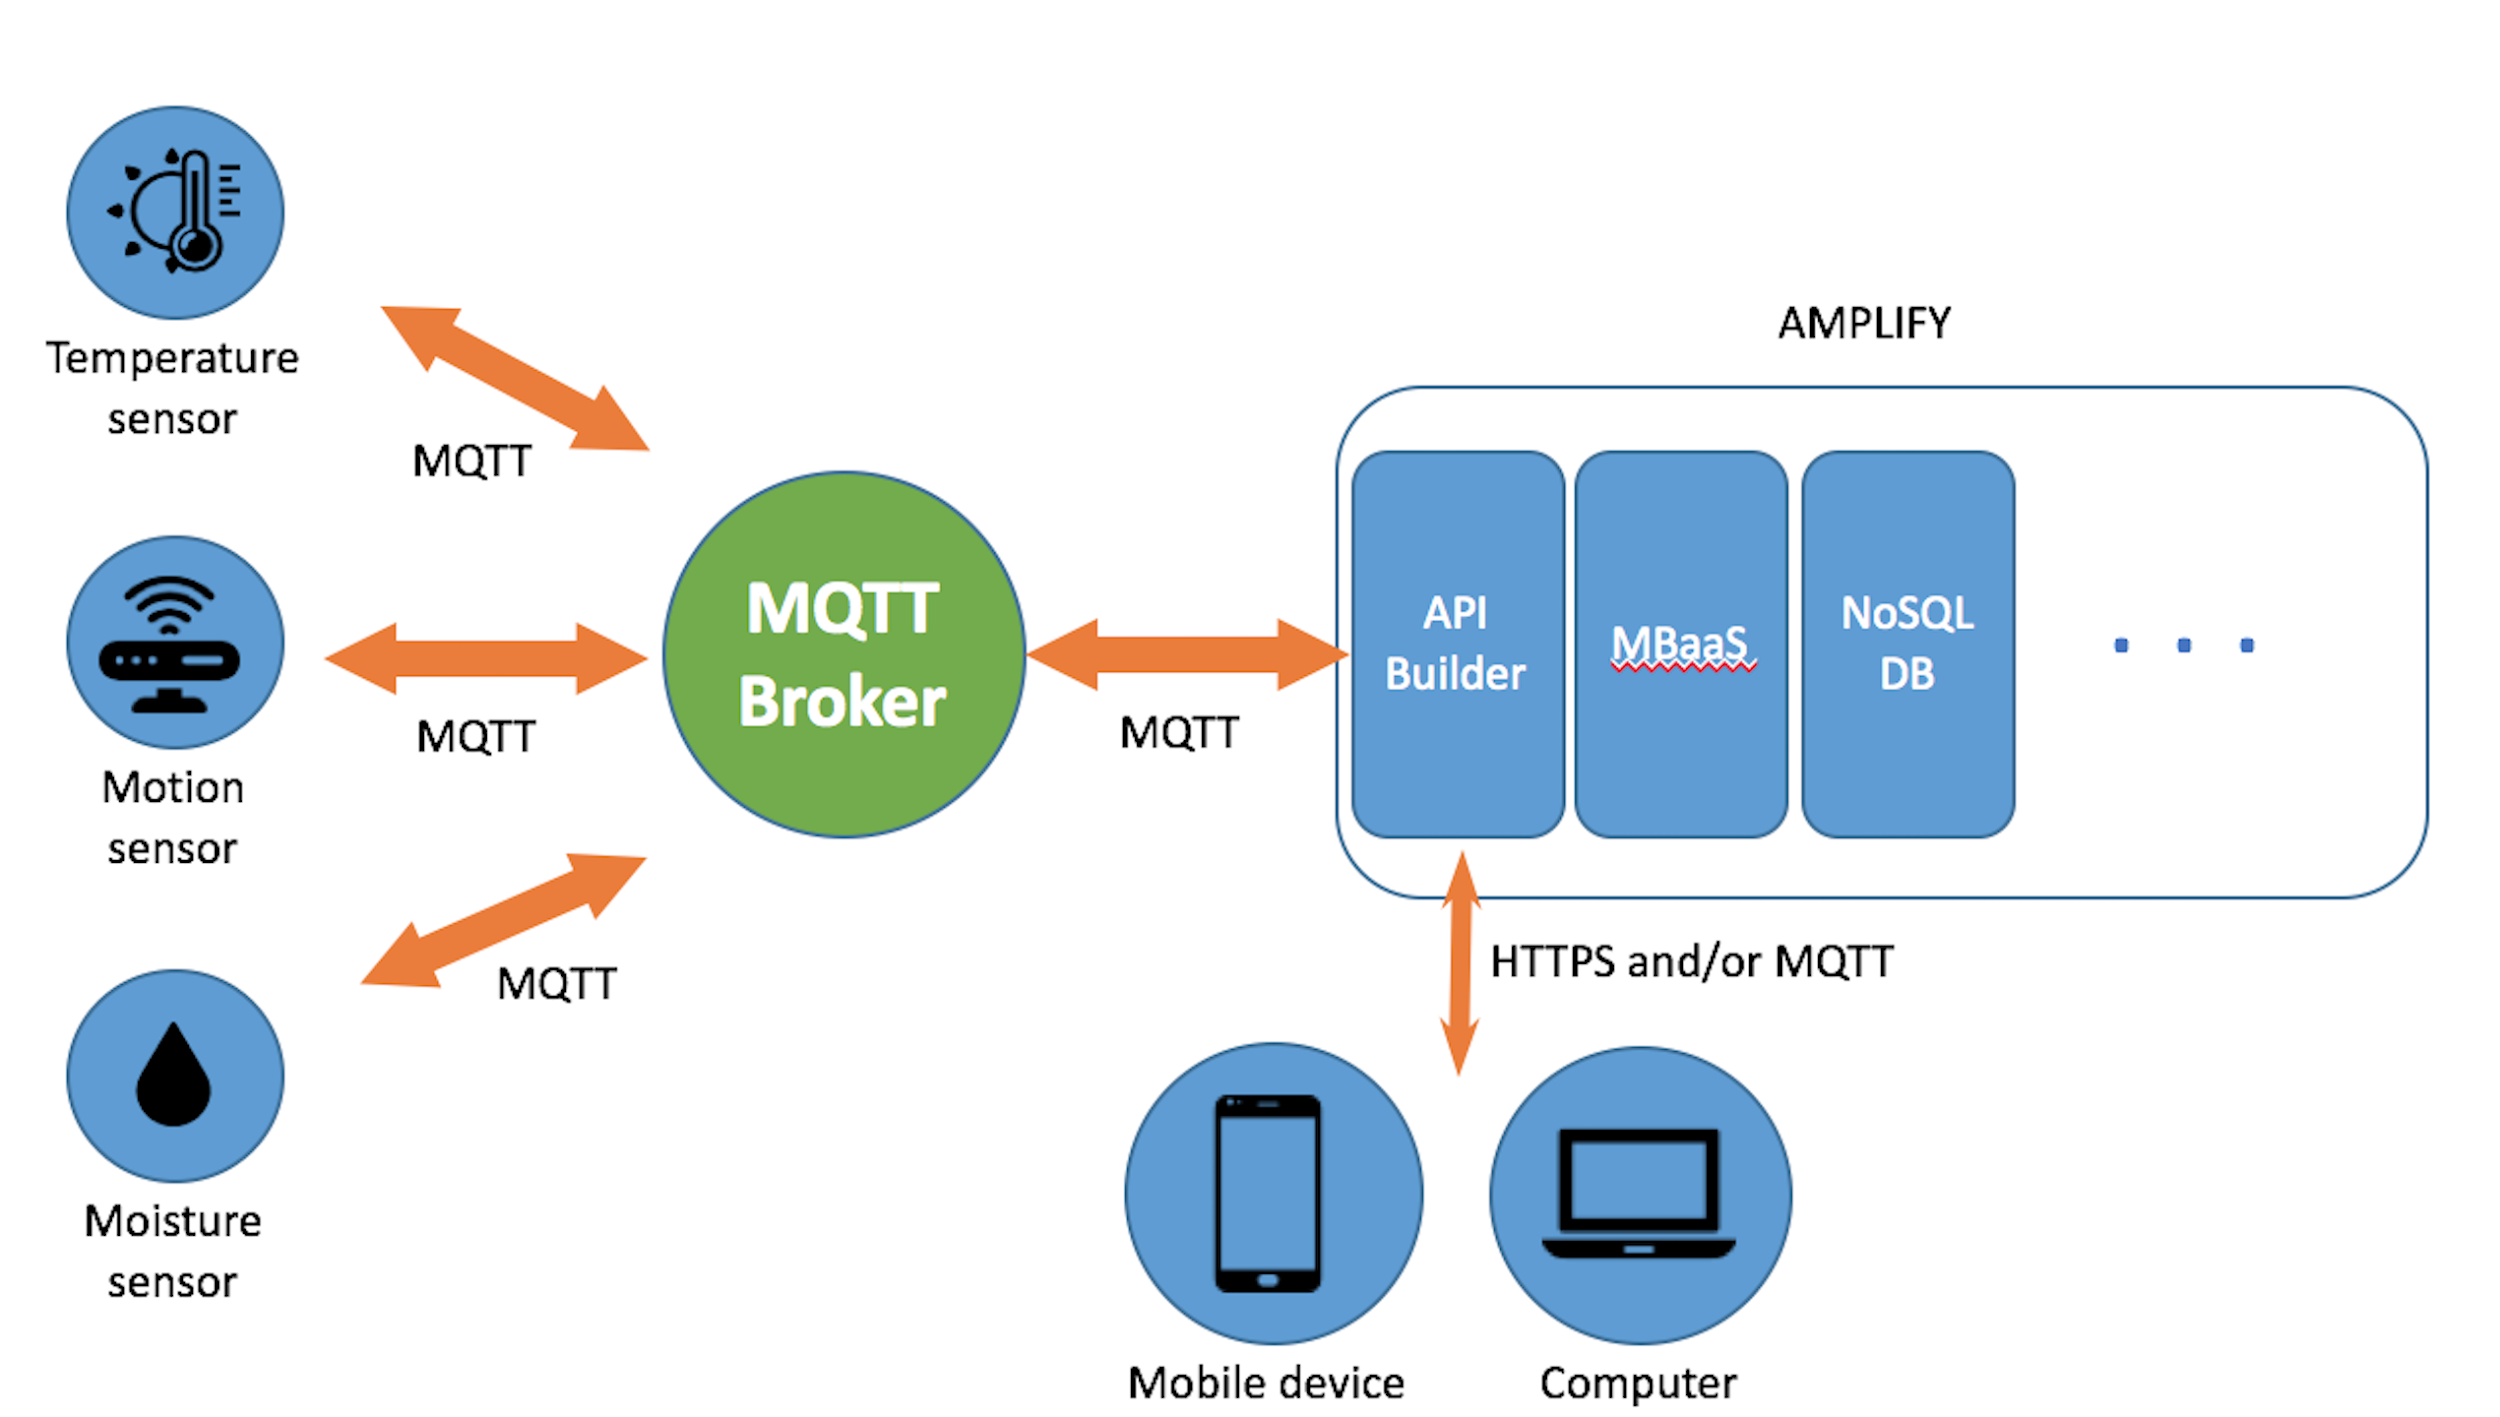 Temperature
sensor
MQTT
Motion
sensor
MQTT
Moisture
sensor
MQTT
MQTT
Broker
MQTT
AMPLIFY
API
Builder
MBaaS
NoSQL
DB
HTTPS and/or MQTT
Mobile device
Computer